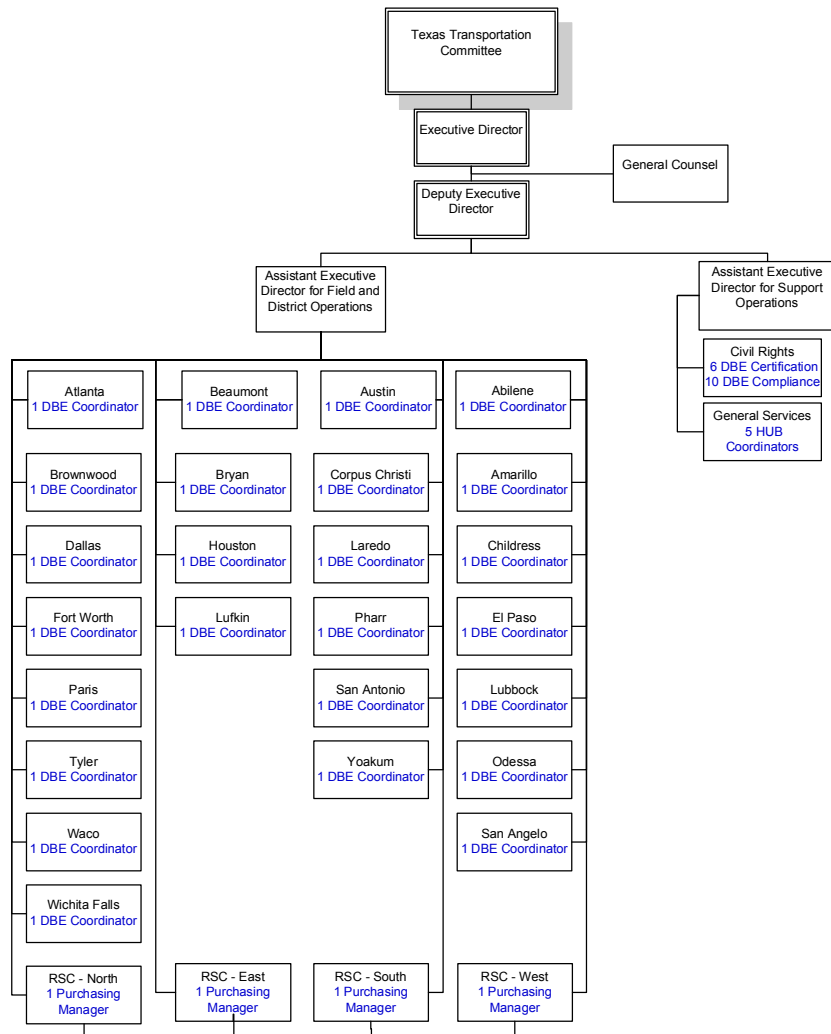 Texas Transportation
Committee
Executive Director
General Counsel
Deputy Executive
Director
Assistant Executive
Director for Field and
District Operations
Assistant Executive
Director for Support
Operations
Civil Rights
6 DBE Certification
10 DBE Compliance
General Services
5 HUB
Coordinators
Atlanta
1 DBE Coordinator
Beaumont
1 DBE Coordinator
Austin
1 DBE Coordinator
Abilene
1 DBE Coordinator
Brownwood
1 DBE Coordinator
Bryan
1 DBE Coordinator
Corpus Christi
1 DBE Coordinator
Amarillo
1 DBE Coordinator
Dallas
1 DBE Coordinator
Houston
1 DBE Coordinator
Laredo
1 DBE Coordinator
Childress
1 DBE Coordinator
Fort Worth
1 DBE Coordinator
Lufkin
1 DBE Coordinator
Pharr
1 DBE Coordinator
El Paso
1 DBE Coordinator
Paris
1 DBE Coordinator
San Antonio
1 DBE Coordinator
Lubbock
1 DBE Coordinator
Tyler
1 DBE Coordinator
Yoakum
1 DBE Coordinator
Odessa
1 DBE Coordinator
Waco
1 DBE Coordinator
San Angelo
1 DBE Coordinator
Wichita Falls
1 DBE Coordinator
RSC - North
1 Purchasing
Manager
RSC - East
1 Purchasing
Manager
RSC - South
1 Purchasing
Manager
RSC - West
1 Purchasing
Manager